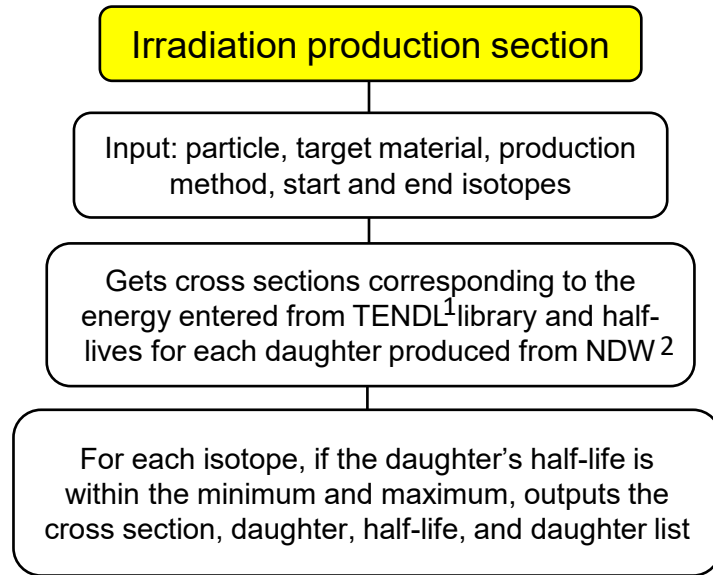 Irradiation production section
Input: particle, target material, production
method, start and end isotopes
Gets cross sections corresponding to the
energy entered from TENDL1 library and half-
lives for each daughter produced from NDW 2
For each isotope, if the daughter’s half-life is
within the minimum and maximum, outputs the
cross section, daughter, half-life, and daughter list